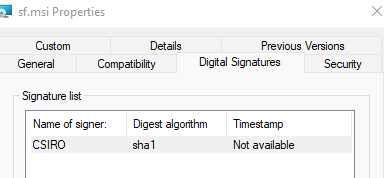 sf.msi Properties
Custom Details Previous Versions
General Compatibility Digital Signatures Security
Signature list
Name of signer: Digest algorithm Timestamp
CSIRO sha1 Not available